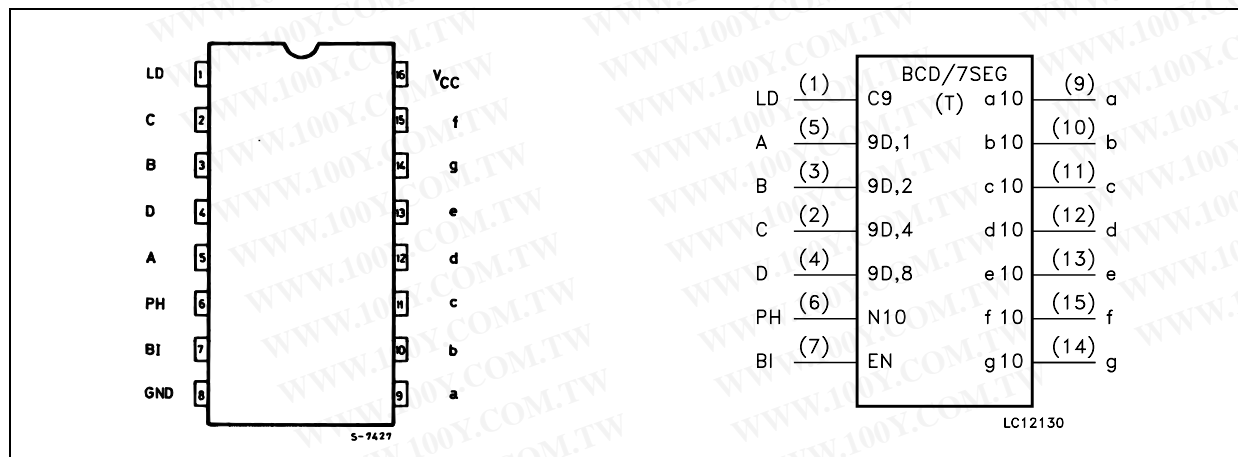 LD 1 16 VCC
C 2 15 f
B 3 14 g
D 4 13 e
A 5 12 d
PH 6 11 c
BI 7 10 b
GND 8 9 a
S-7427
BCD/7SEG
(T)
LD (1) C9 a10 (9) a
A (5) 9D,1 b10 (10) b
B (3) 9D,2 c10 (11) c
C (2) 9D,4 d10 (12) d
D (4) 9D,8 e10 (13) e
PH (6) N10 f10 (15) f
BI (7) EN g10 (14) g
LC12130
WWW.100Y.COM.TW